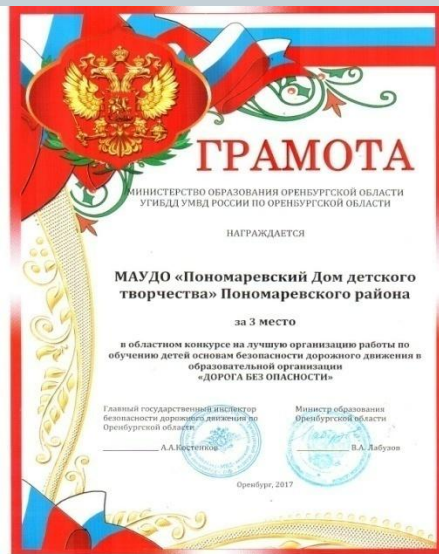 ГРАМОТА
МИНИСТЕРСТВО ОБРАЗОВАНИЯ ОРЕНБУРГСКОЙ ОБЛАСТИ
УГИБДД УМВД РОССИИ ПО ОРЕНБУРГСКОЙ ОБЛАСТИ
НАГРАЖДАЕТСЯ
МАУДО «Пономаревский Дом детского
творчества» Пономаревского района
за 3 место
в областном конкурсе на лучшую организацию работы по
обучению детей основам безопасности дорожного движения в
образовательной организации
«ДОРОГА БЕЗ ОПАСНОСТИ»
Главный государственный инспектор
безопасности дорожного движения по
Оренбургской области
А.А.Костенков
Министр образования
Оренбургской области
В.А. Лабузов
Оренбург, 2017